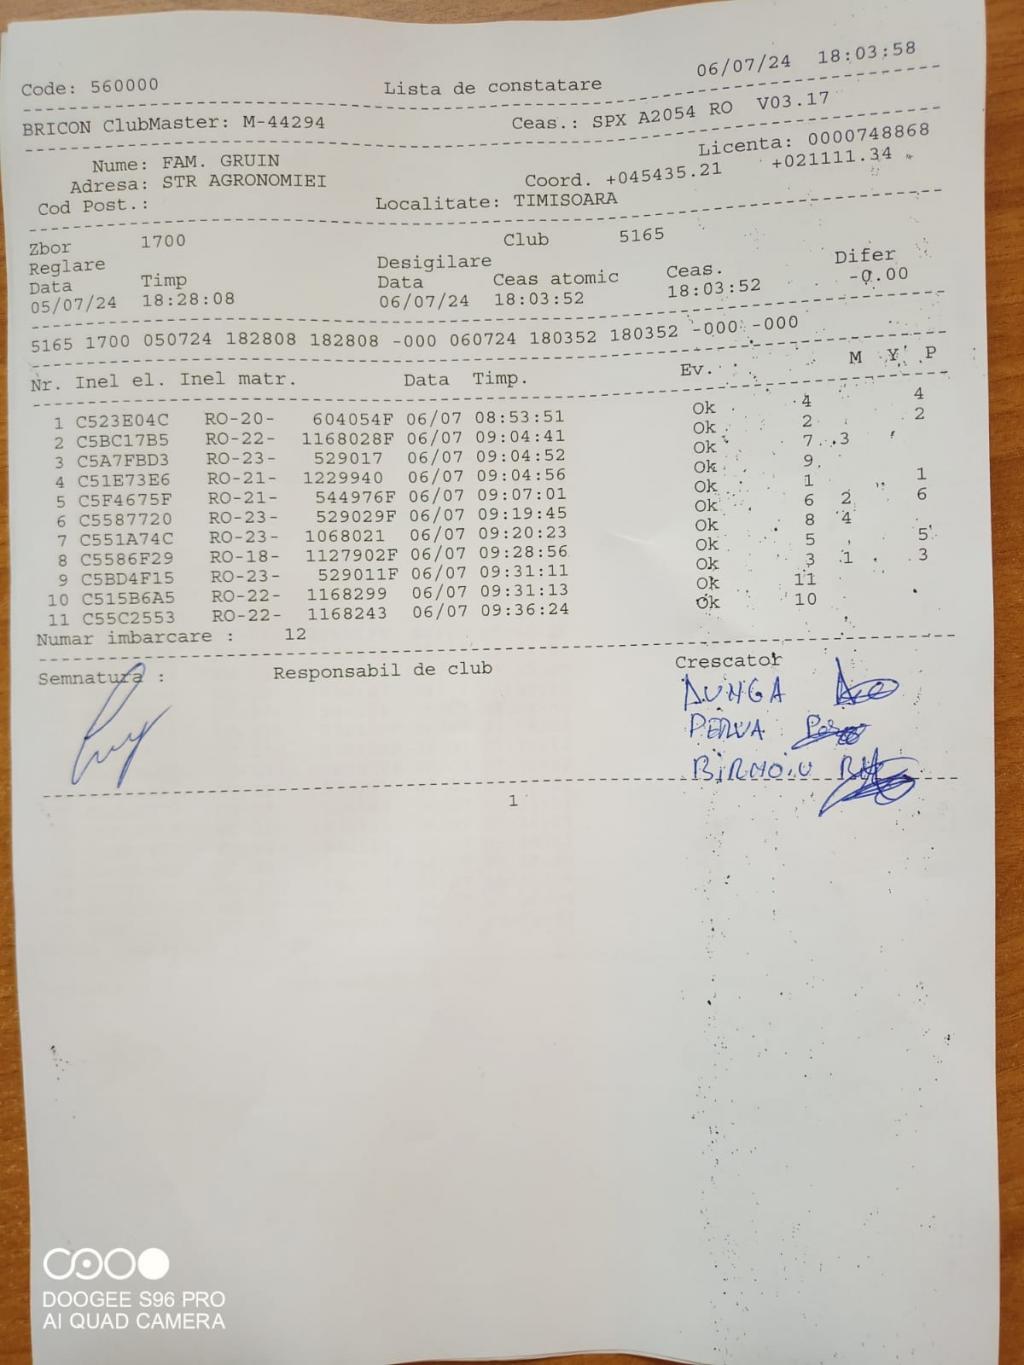 06/07/24 18:03:58
Code: 560000 Lista de constatare
BRICON ClubMaster: M-44294 Ceas.: SPX A2054 RO V03.17
Nume: FAM. GRUIN Licenta: 0000748868
Adresa: STR AGRONOMIEI Coord. +045435.21 +021111.34
Cod Post.: Localitate: TIMISOARA
Zbor 1700 Club 5165
Reglare Desigilare
Data Timp Data Ceas atomic Ceas. Difer
05/07/24 18:28:08 06/07/24 18:03:52 18:03:52 -0.00
5165 1700 050724 182808 182808 -000 060724 180352 180352 -000 -000
Nr. Inel el. Inel matr. Data Timp. Ev. M Y P
1 C523E04C RO-20- 604054F 06/07 08:53:51 Ok 4 4
2 C5BC17B5 RO-22- 1168028F 06/07 09:04:41 Ok 2 2
3 C5A7FBD3 RO-23- 529017 06/07 09:04:52 Ok 7 3
4 C51E73E6 RO-21- 1229940 06/07 09:04:56 Ok 9
5 C5F4675F RO-21- 544976F 06/07 09:07:01 Ok 1 1
6 C5587720 RO-23- 529029F 06/07 09:19:45 Ok 6 2 6
7 C551A74C RO-23- 1068021 06/07 09:20:23 Ok 8 4
8 C5586F29 RO-18- 1127902F 06/07 09:28:56 Ok 5 5
9 C5BD4F15 RO-23- 529011F 06/07 09:31:11 Ok 3 1 3
10 C515B6A5 RO-22- 1168299 06/07 09:31:13 Ok 11
11 C55C2553 RO-22- 1168243 06/07 09:36:24 Ok 10
Numar imbarcare : 12
Semnatura : Responsabil de club Crescator
DUNGA
PERVA
1
DOOGEE S96 PRO
AI QUAD CAMERA